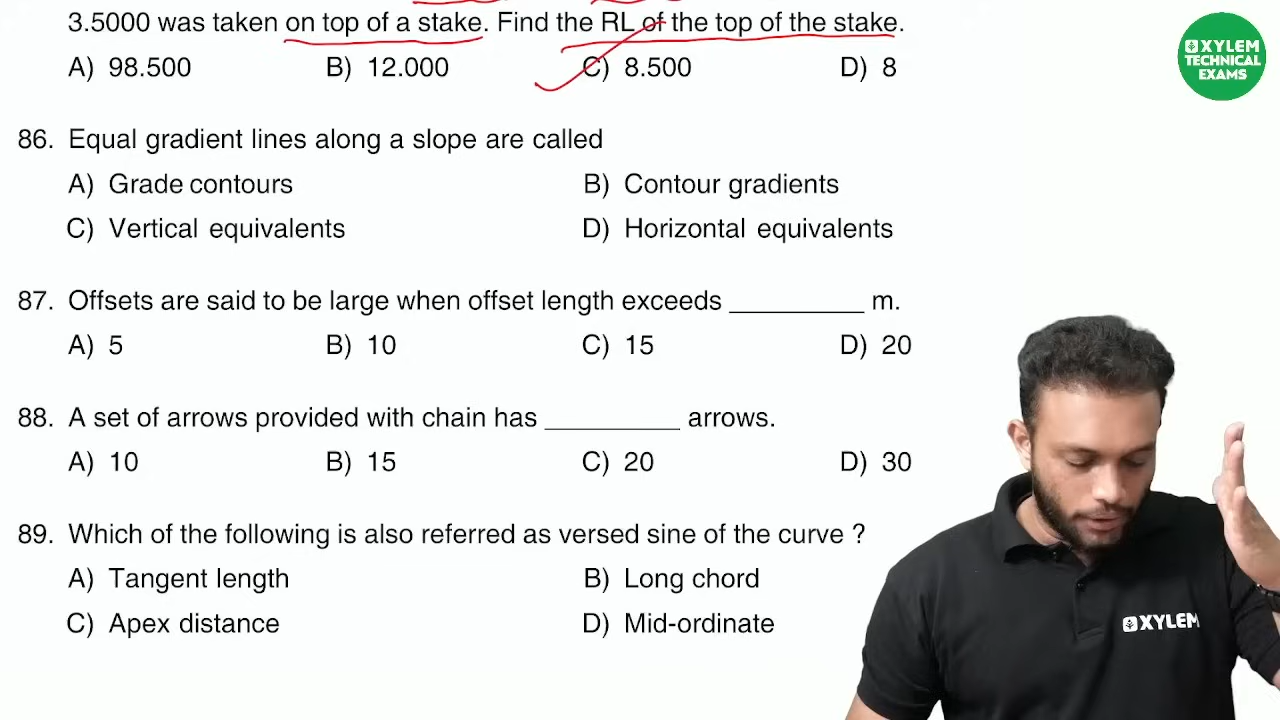 3.5000 was taken on top of a stake. Find the RL of the top of the stake.
A) 98.500 B) 12.000 C) 8.500 D) 8
86. Equal gradient lines along a slope are called
A) Grade contours B) Contour gradients
C) Vertical equivalents D) Horizontal equivalents
87. Offsets are said to be large when offset length exceeds _________ m.
A) 5 B) 10 C) 15 D) 20
88. A set of arrows provided with chain has _________ arrows.
A) 10 B) 15 C) 20 D) 30
89. Which of the following is also referred as versed sine of the curve ?
A) Tangent length B) Long chord
C) Apex distance D) Mid-ordinate
XYLEM
TECHNICAL
EXAMS
XYLEM